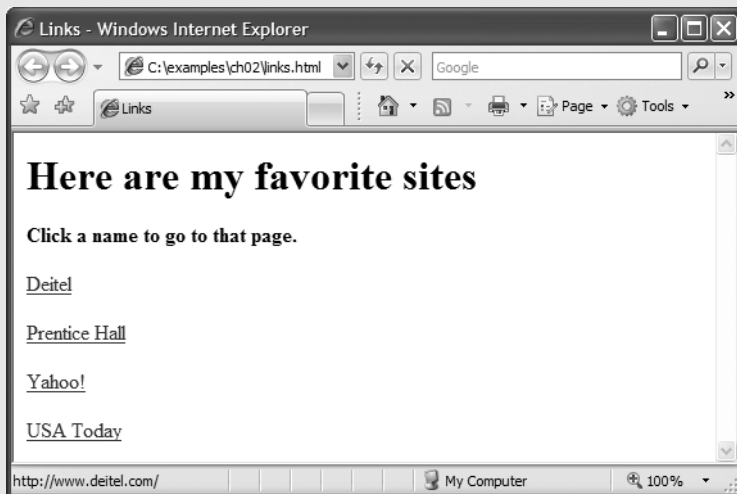 Links - Windows Internet Explorer
C:\examples\ch02\links.html
Google
Links
Page
Tools
»
Here are my favorite sites
Click a name to go to that page.
Deitel
Prentice Hall
Yahoo!
USA Today
http://www.deitel.com/
My Computer
100%